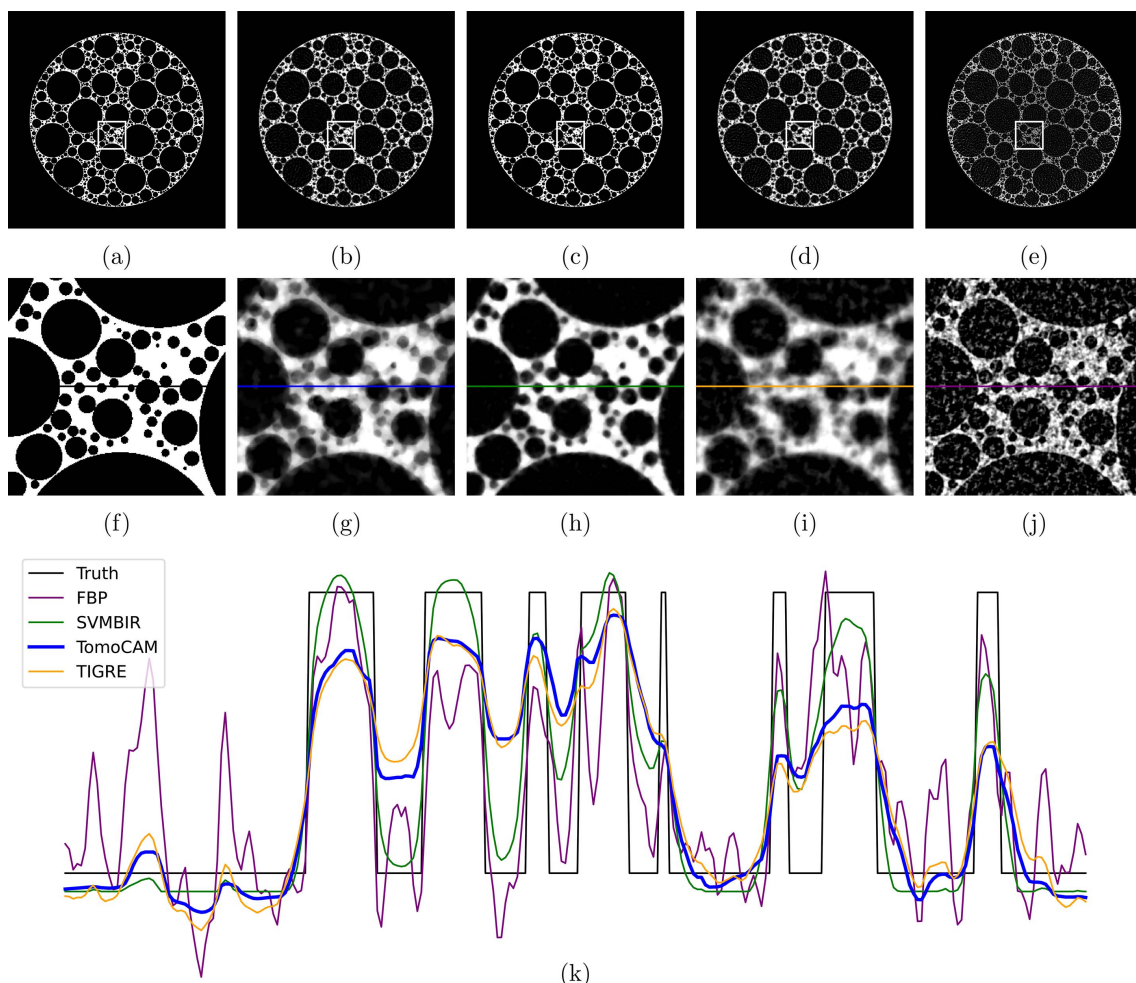 (a) (b) (c) (d) (e)
(f) (g) (h) (i) (j)
Truth
FBP
SVMBIR
TomoCAM
TIGRE
(k)